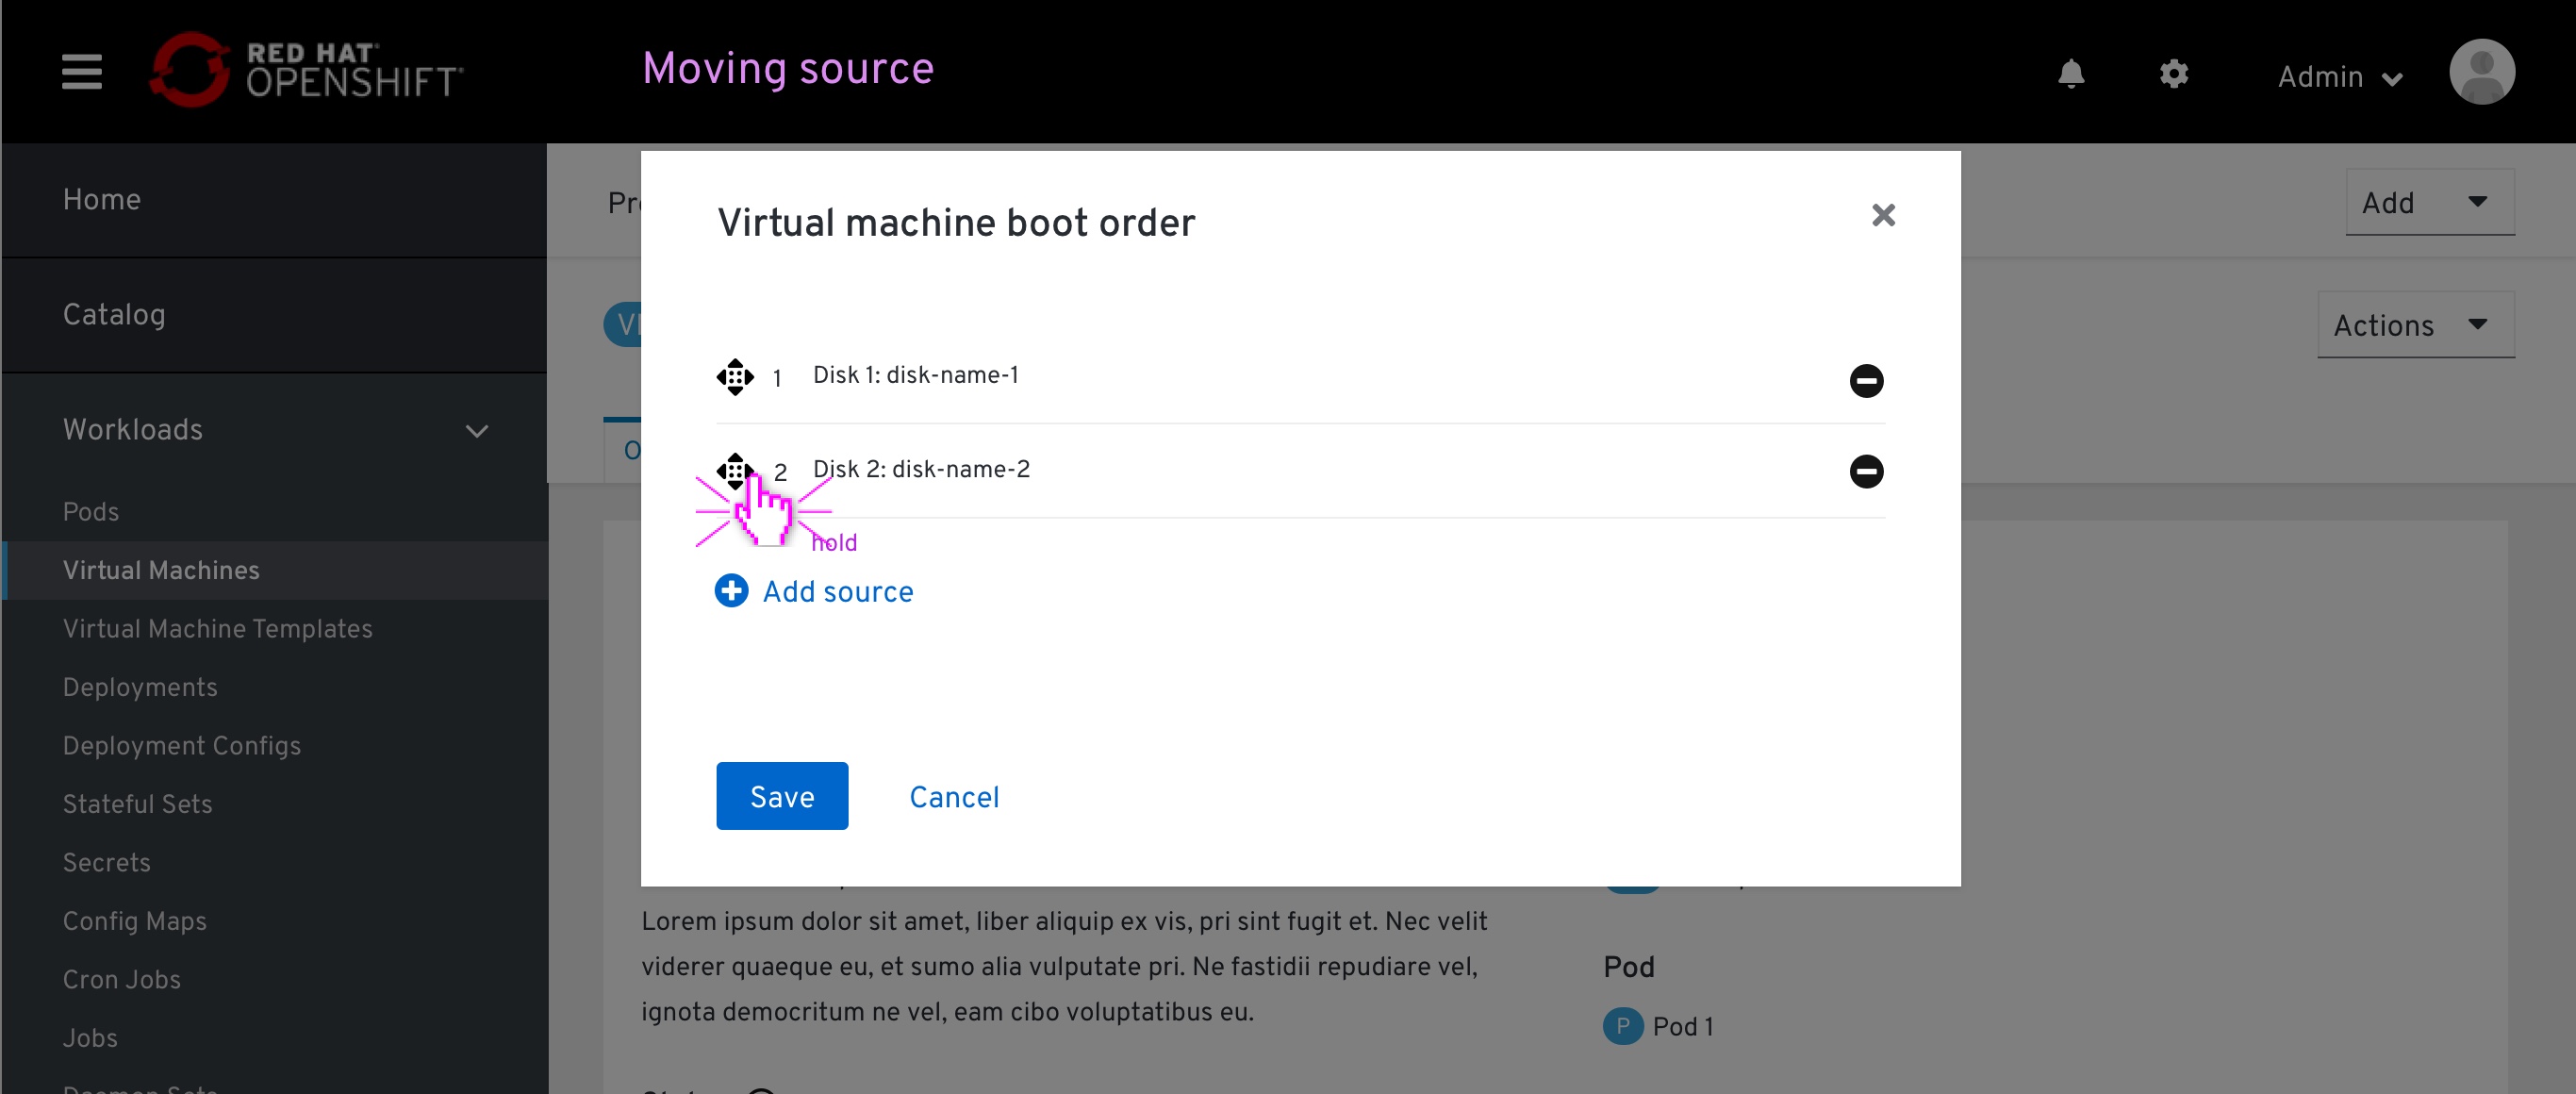 RED HAT
OPENSHIFT
Moving source
Admin
Home
Catalog
Workloads
Pods
Virtual Machines
Virtual Machine Templates
Deployments
Deployment Configs
Stateful Sets
Secrets
Config Maps
Cron Jobs
Jobs
Add
Actions
Virtual machine boot order
1 Disk 1: disk-name-1
2 Disk 2: disk-name-2
hold
Add source
Save Cancel
Lorem ipsum dolor sit amet, liber aliquip ex vis, pri sint fugit et. Nec velit
viderer quaeque eu, et sumo alia vulputate pri. Ne fastidii repudiare vel,
ignota democritum ne vel, eam cibo voluptatibus eu.
Pod
P Pod 1